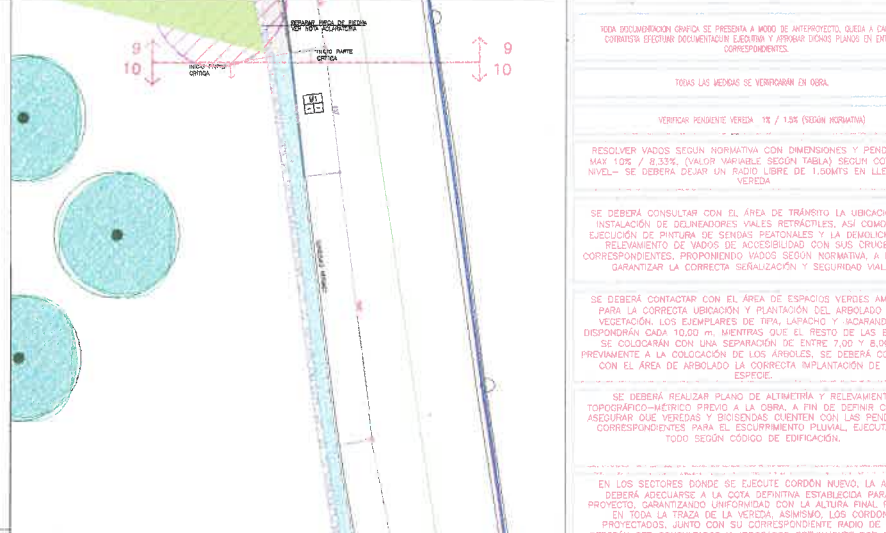 REPARAR PIRCA DE PIEDRA
VER NOTA ACLARATORIA
9
10
INICIO PARTE
CRÍTICA
INICIO PARTE
CRÍTICA
9
10
TODA DOCUMENTACION GRAFICA SE PRESENTA A MODO DE ANTEPROYECTO, QUEDA A CA
CONTRATISTA EFECTUAR DOCUMENTACION EJECUTIVA Y APROBAR DICHOS PLANOS EN ENT
CORRESPONDIENTES.
TODAS LAS MEDIDAS SE VERIFICARÁN EN OBRA.
VERIFICAR PENDIENTE VEREDA 1% / 1.5% (SEGÚN NORMATIVA)
RESOLVER VADOS SEGUN NORMATIVA CON DIMENSIONES Y PEND
MAX 10% / 8,33%, (VALOR VARIABLE SEGÚN TABLA) SEGUN CO
NIVEL- SE DEBERA DEJAR UN RADIO LIBRE DE 1.50MTS EN LLE
VEREDA
SE DEBERÁ CONSULTAR CON EL ÁREA DE TRÁNSITO LA UBICACI
INSTALACIÓN DE DELINEADORES VIALES RETRÁCTILES, ASÍ COMO
EJECUCIÓN DE PINTURA DE SENDAS PEATONALES Y LA DEMOLIC
RELEVAMIENTO DE VADOS DE ACCESIBILIDAD CON SUS CRUCE
CORRESPONDIENTES, PROPONIENDO VADOS SEGÚN NORMATIVA, A
GARANTIZAR LA CORRECTA SEÑALIZACIÓN Y SEGURIDAD VIAL
SE DEBERÁ CONTACTAR CON EL ÁREA DE ESPACIOS VERDES AM
PARA LA CORRECTA UBICACIÓN Y PLANTACIÓN DEL ARBOLADO
VEGETACIÓN. LOS EJEMPLARES DE TIPA, LAPACHO Y JACARAND
DISPONDRÁN CADA 10,00 m, MIENTRAS QUE EL RESTO DE LAS E
SE COLOCARÁN CON UNA SEPARACIÓN DE ENTRE 7,00 Y 8,0
PREVIAMENTE A LA COLOCACIÓN DE LOS ÁRBOLES, SE DEBERÁ CO
CON EL ÁREA DE ARBOLADO LA CORRECTA IMPLANTACIÓN DE
ESPECIE.
SE DEBERÁ REALIZAR PLANO DE ALTIMETRÍA Y RELEVAMIENT
TOPOGRÁFICO-MÉTRICO PREVIO A LA OBRA, A FIN DE DEFINIR C
ASEGURAR QUE VEREDAS Y BICISENDAS CUENTEN CON LAS PEND
CORRESPONDIENTES PARA EL ESCURRIMIENTO PLUVIAL, EJECUT
TODO SEGÚN CÓDIGO DE EDIFICACIÓN.
EN LOS SECTORES DONDE SE EJECUTE CORDÓN NUEVO, LA A
DEBERÁ ADECUARSE A LA COTA DEFINITIVA ESTABLECIDA PAR
PROYECTO, GARANTIZANDO UNIFORMIDAD CON LA ALTURA FINAL
EN TODA LA TRAZA DE LA VEREDA, ASIMISMO, LOS CORDON
PROYECTADOS, JUNTO CON SU CORRESPONDIENTE RADIO DE